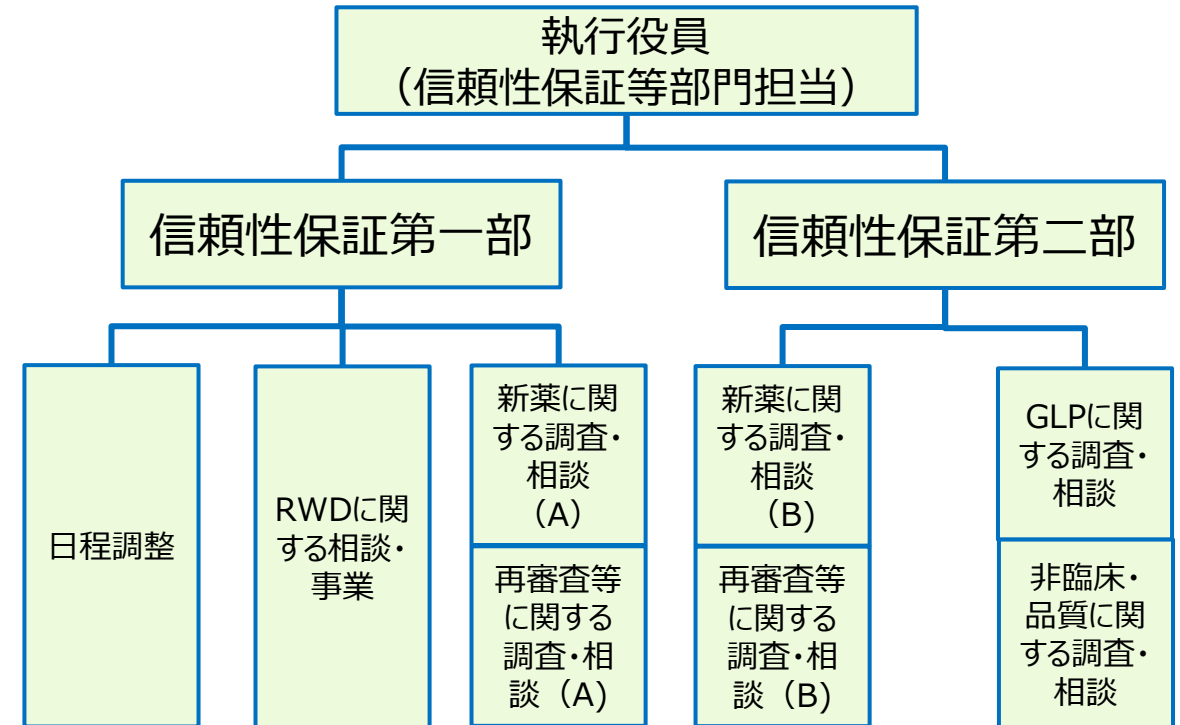 執行役員
（信頼性保証等部門担当）
信頼性保証第一部
信頼性保証第二部
日程調整
RWDに関
する相談・
事業
新薬に関
する調査・
相談
（A）
再審査等
に関する
調査・相
談（A)
新薬に関
する調査・
相談
（B)
再審査等
に関する
調査・相
談（B)
GLPに関
する調査・
相談
非臨床・
品質に関
する調査・
相談